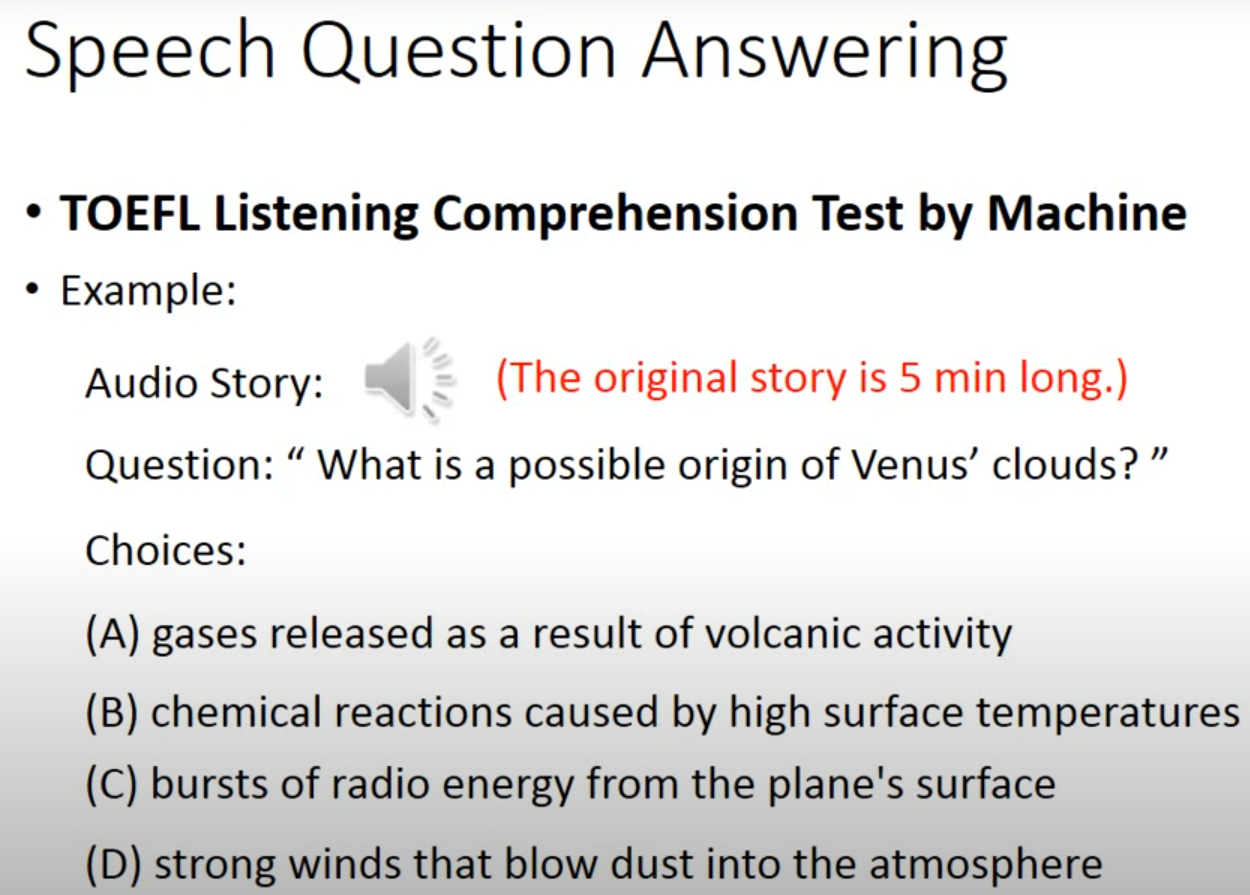 Speech Question Answering
• TOEFL Listening Comprehension Test by Machine
• Example:
Audio Story: (The original story is 5 min long.)
Question: “ What is a possible origin of Venus’ clouds? ”
Choices:
(A) gases released as a result of volcanic activity
(B) chemical reactions caused by high surface temperatures
(C) bursts of radio energy from the plane's surface
(D) strong winds that blow dust into the atmosphere